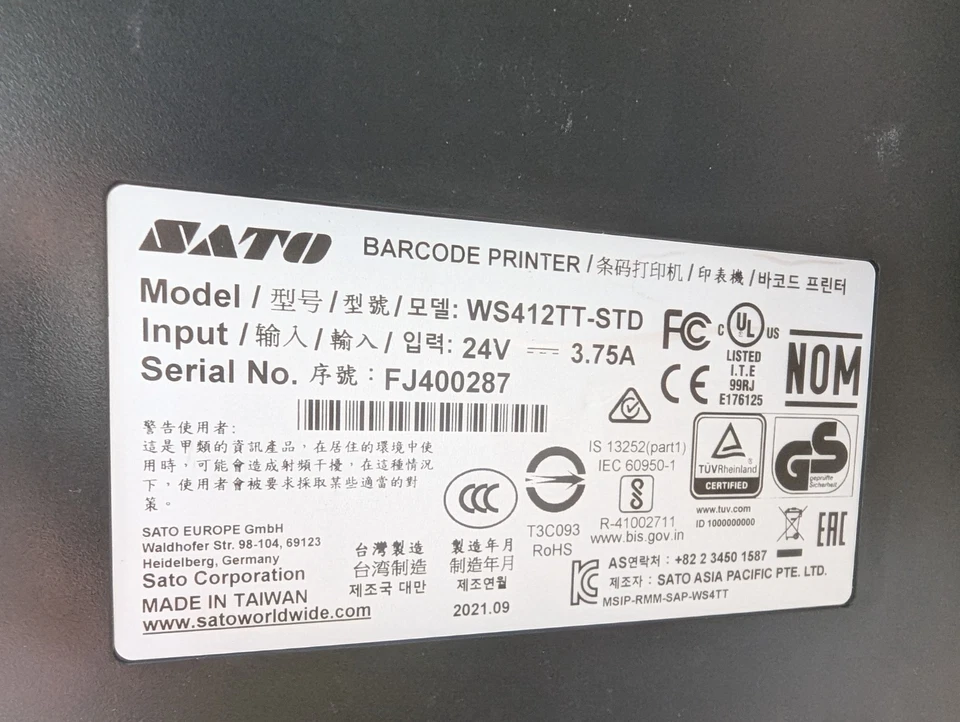 SATO BARCODE PRINTER / 条码打印机 / 印表機 / 바코드 프린터
Model / 型号 / 型號 / 모델: WS412TT-STD
Input / 输入 / 輸入 / 입력: 24V ⎓ 3.75A
Serial No. 序號 : FJ400287
FC
c UL US
LISTED
I.T.E
99RJ
E176125
NOM
CE
警告使用者:
這是甲類的資訊產品，在居住的環境中使
用時，可能會造成射頻干擾，在這種情況
下，使用者會被要求採取某些適當的對
策。
IS 13252(part1)
IEC 60950-1
R-41002711
www.bis.gov.in
TÜVRheinland
CERTIFIED
www.tuv.com
ID 1000000000
GS
geprüfte
Sicherheit
CCC
T3C093
RoHS
EAC
SATO EUROPE GmbH
Waldhofer Str. 98-104, 69123
Heidelberg, Germany
Sato Corporation
MADE IN TAIWAN
www.satoworldwide.com
台灣製造
台湾制造
제조국 대만
製造年月
制造年月
제조연월
2021.09
AS연락처 : +82 2 3450 1587
제조자 : SATO ASIA PACIFIC PTE. LTD.
MSIP-RMM-SAP-WS4TT